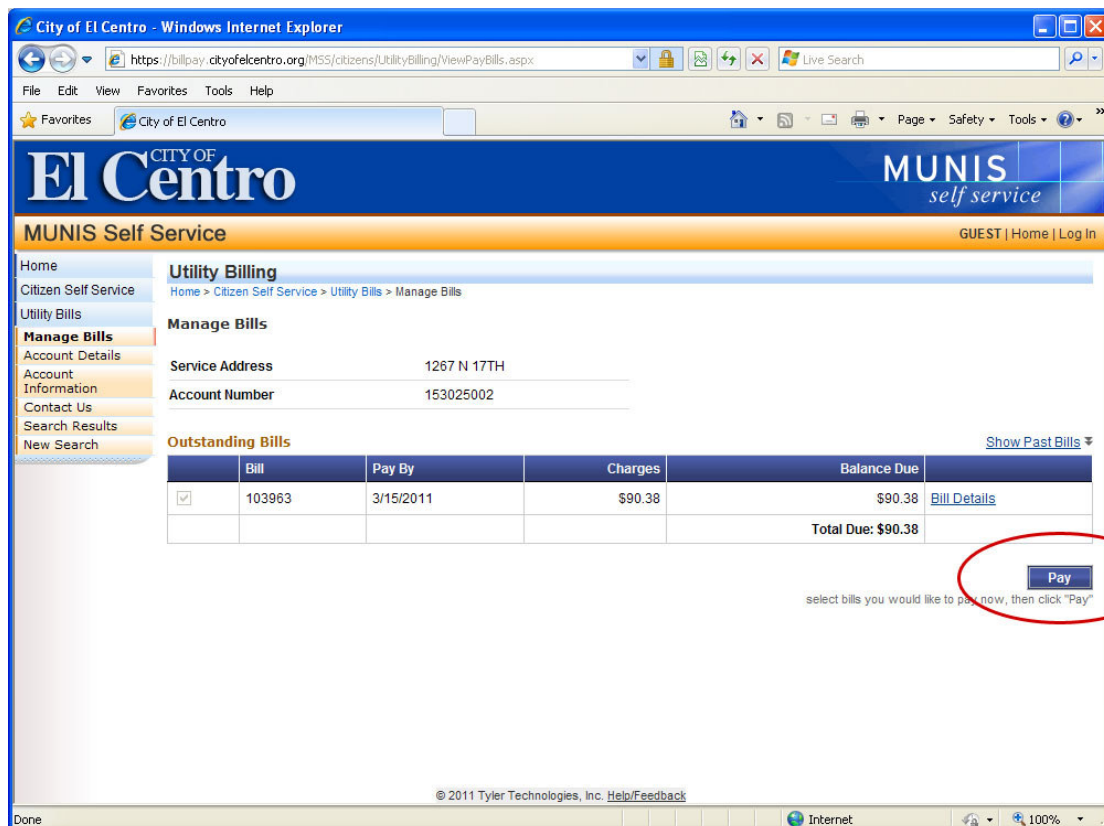 City of El Centro - Windows Internet Explorer
https://billpay.cityofelcentro.org/MSS/citizens/UtilityBilling/ViewPayBills.aspx
Live Search
File Edit View Favorites Tools Help
Favorites City of El Centro Page Safety Tools
CITY OF
El Centro
MUNIS
self service
MUNIS Self Service GUEST | Home | Log In
Home
Citizen Self Service
Utility Bills
Manage Bills
Account Details
Account
Information
Contact Us
Search Results
New Search
Utility Billing
Home > Citizen Self Service > Utility Bills > Manage Bills
Manage Bills
Service Address 1267 N 17TH
Account Number 153025002
Outstanding Bills Show Past Bills
Bill Pay By Charges Balance Due
103963 3/15/2011 $90.38 $90.38 Bill Details
Total Due: $90.38
Pay
select bills you would like to pay now, then click "Pay"
© 2011 Tyler Technologies, Inc. Help/Feedback
Done Internet 100%